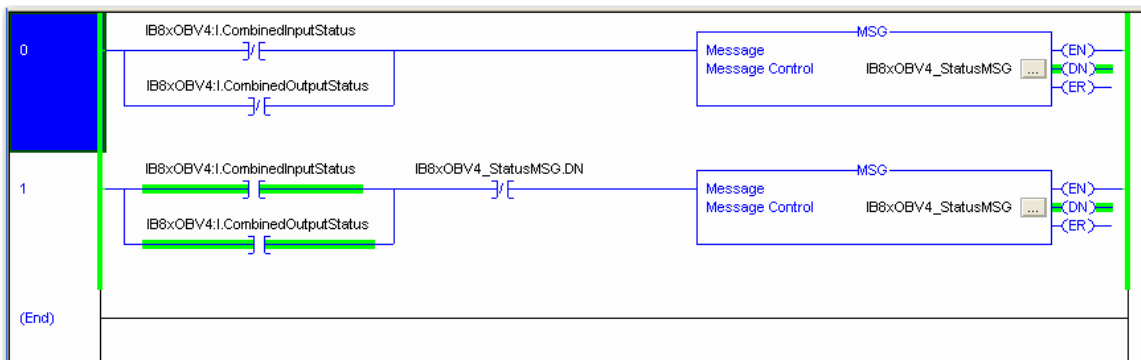 IB8xOBV4:I.CombinedInputStatus
MSG
0
Message
EN
Message Control IB8xOBV4_StatusMSG ...
DN
IB8xOBV4:I.CombinedOutputStatus
ER
IB8xOBV4:I.CombinedInputStatus IB8xOBV4_StatusMSG.DN
MSG
1
Message
EN
Message Control IB8xOBV4_StatusMSG ...
DN
IB8xOBV4:I.CombinedOutputStatus
ER
(End)